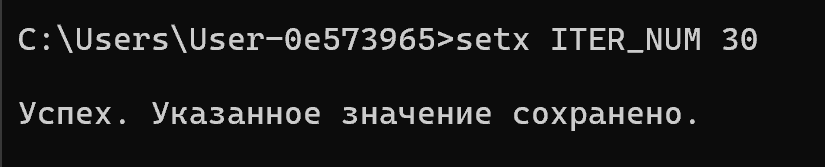 C:\Users\User-0e573965>setx ITER_NUM 30
Успех. Указанное значение сохранено.